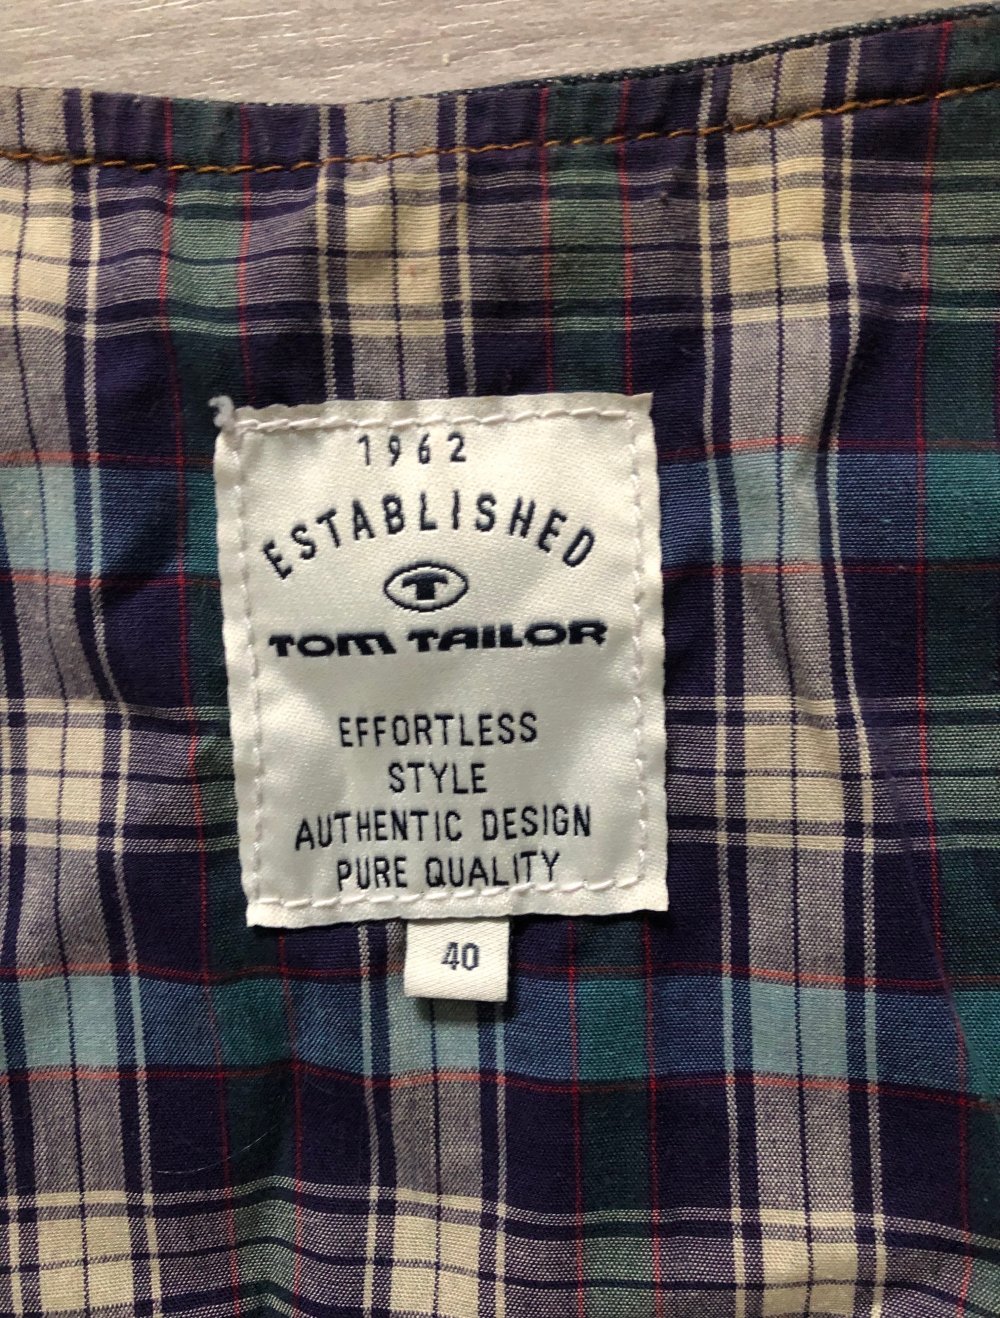 1962
ESTABLISHED
T
TOM TAILOR
EFFORTLESS
STYLE
AUTHENTIC DESIGN
PURE QUALITY
40